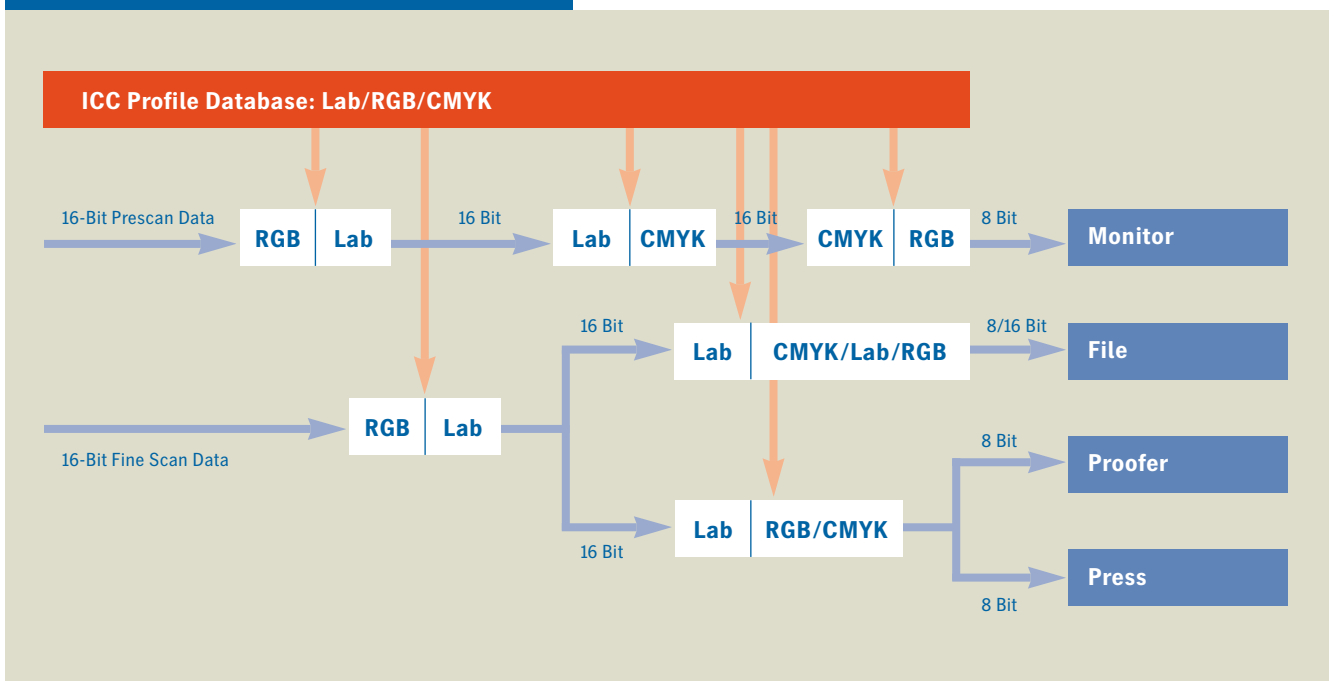 ICC Profile Database: Lab/RGB/CMYK
16-Bit Prescan Data
RGB Lab
16 Bit
Lab CMYK
16 Bit
CMYK RGB
8 Bit
Monitor
16 Bit
Lab CMYK/Lab/RGB
8/16 Bit
File
RGB Lab
16-Bit Fine Scan Data
8 Bit
Proofer
Lab RGB/CMYK
16 Bit
Press
8 Bit